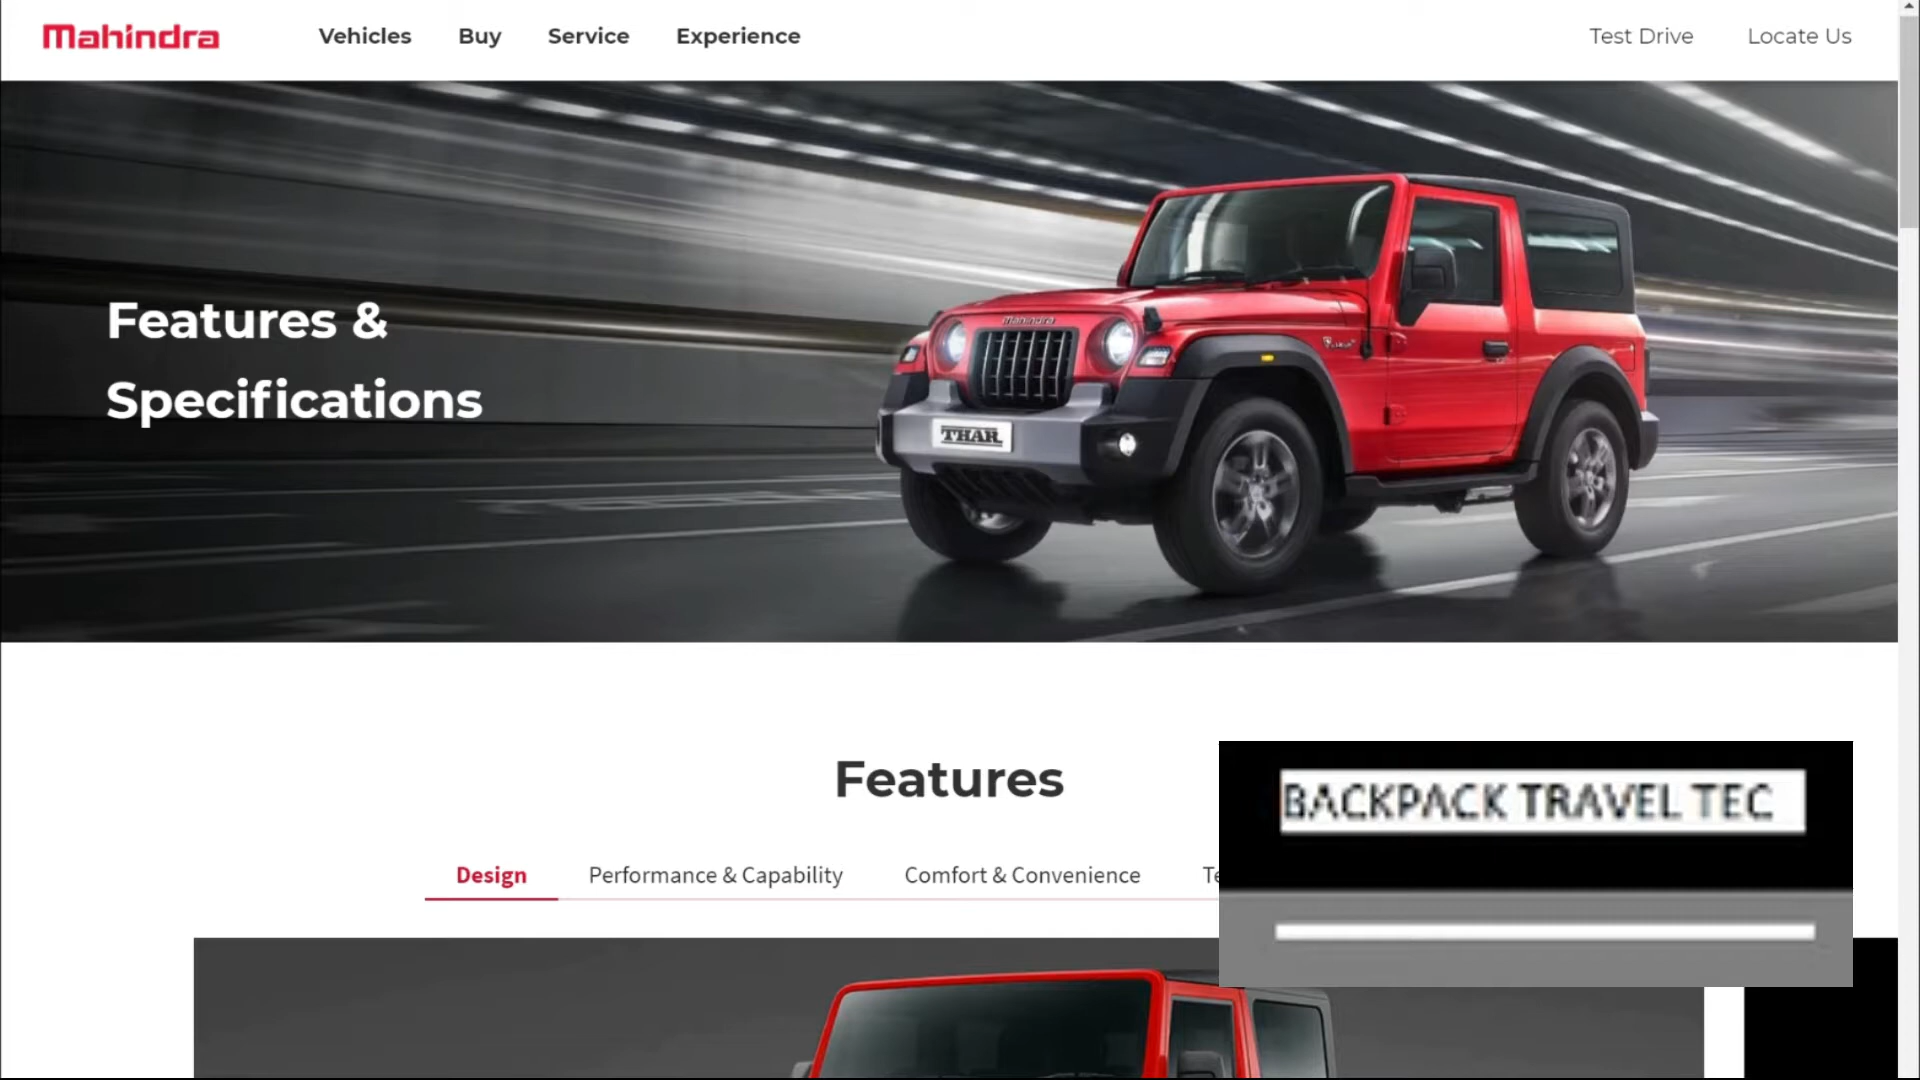 Mahindra
Vehicles
Buy
Service
Experience
Test Drive
Locate Us
Features &
Specifications
mahindra
THAR
Features
Design
Performance & Capability
Comfort & Convenience
BACKPACK TRAVEL TEC